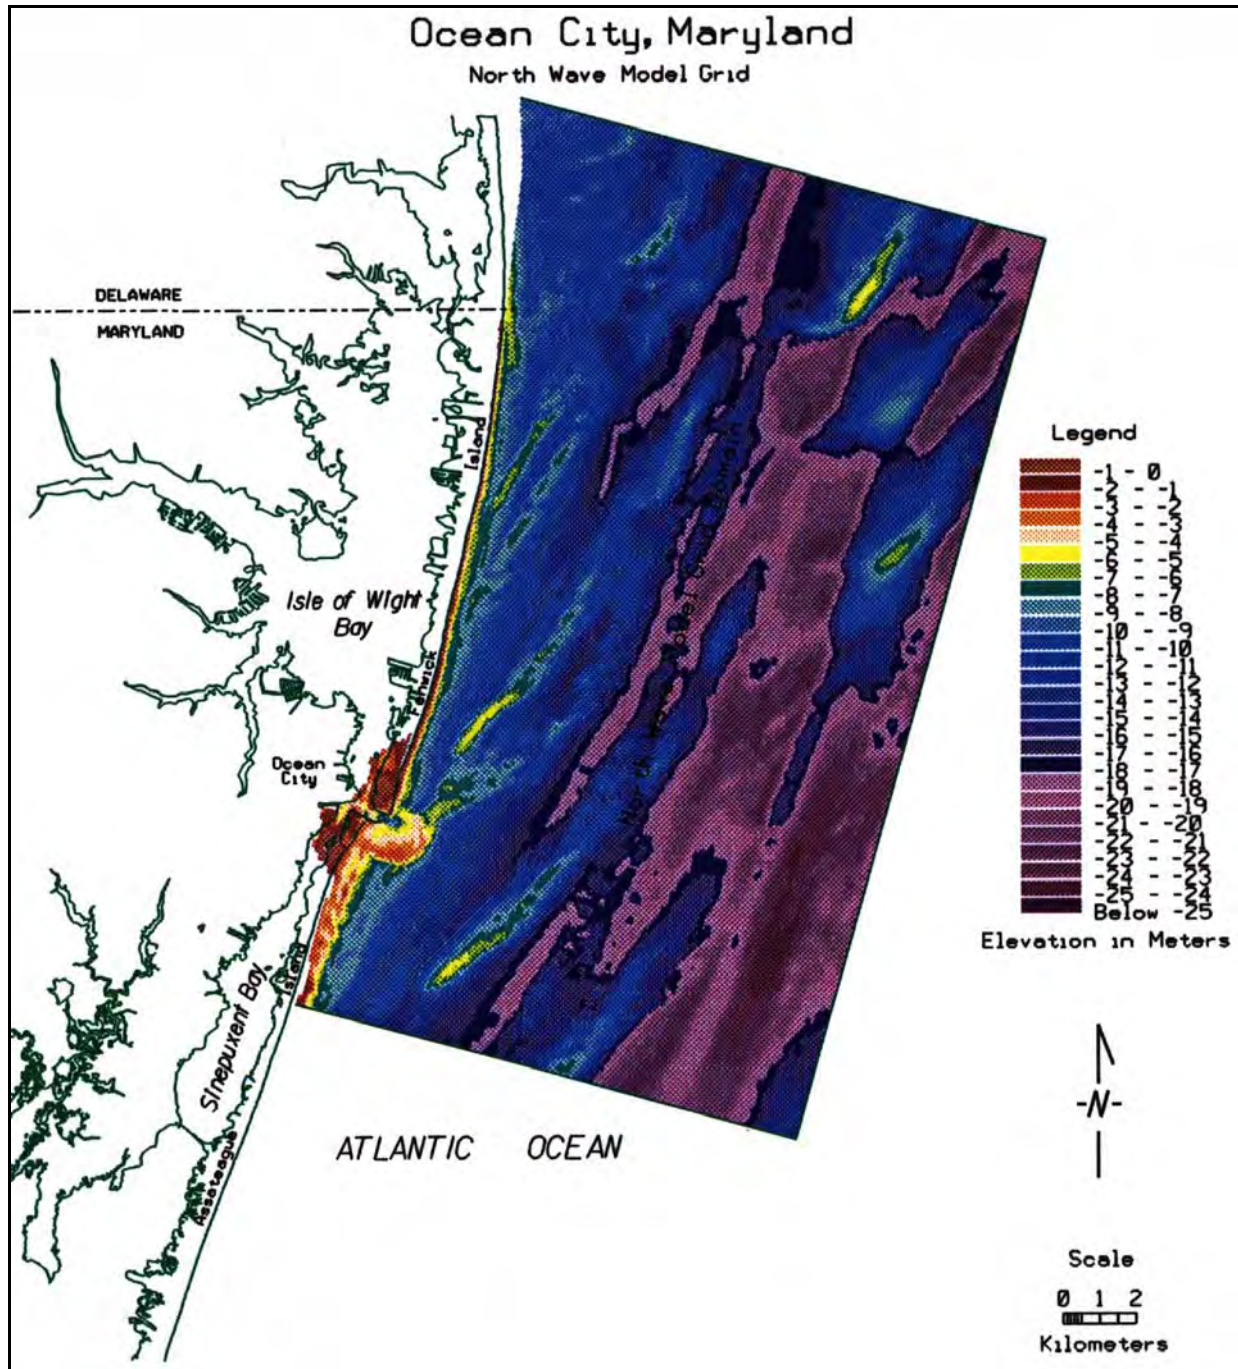 Ocean City, Maryland
North Wave Model Grid
DELAWARE
MARYLAND
Island
Isle of Wight
Bay
Fenwick
North Wave Model Grid Domain
Ocean
City
Sinepuxent Bay
Island
Assateague
ATLANTIC OCEAN
Legend
-1 - 0
-2 - -1
-3 - -2
-4 - -3
-5 - -4
-6 - -5
-7 - -6
-8 - -7
-9 - -8
-10 - -9
-11 - -10
-12 - -11
-13 - -12
-14 - -13
-15 - -14
-16 - -15
-17 - -16
-18 - -17
-19 - -18
-20 - -19
-21 - -20
-22 - -21
-23 - -22
-24 - -23
-25 - -24
Below -25
Elevation in Meters
-N-
Scale
0 1 2
Kilometers